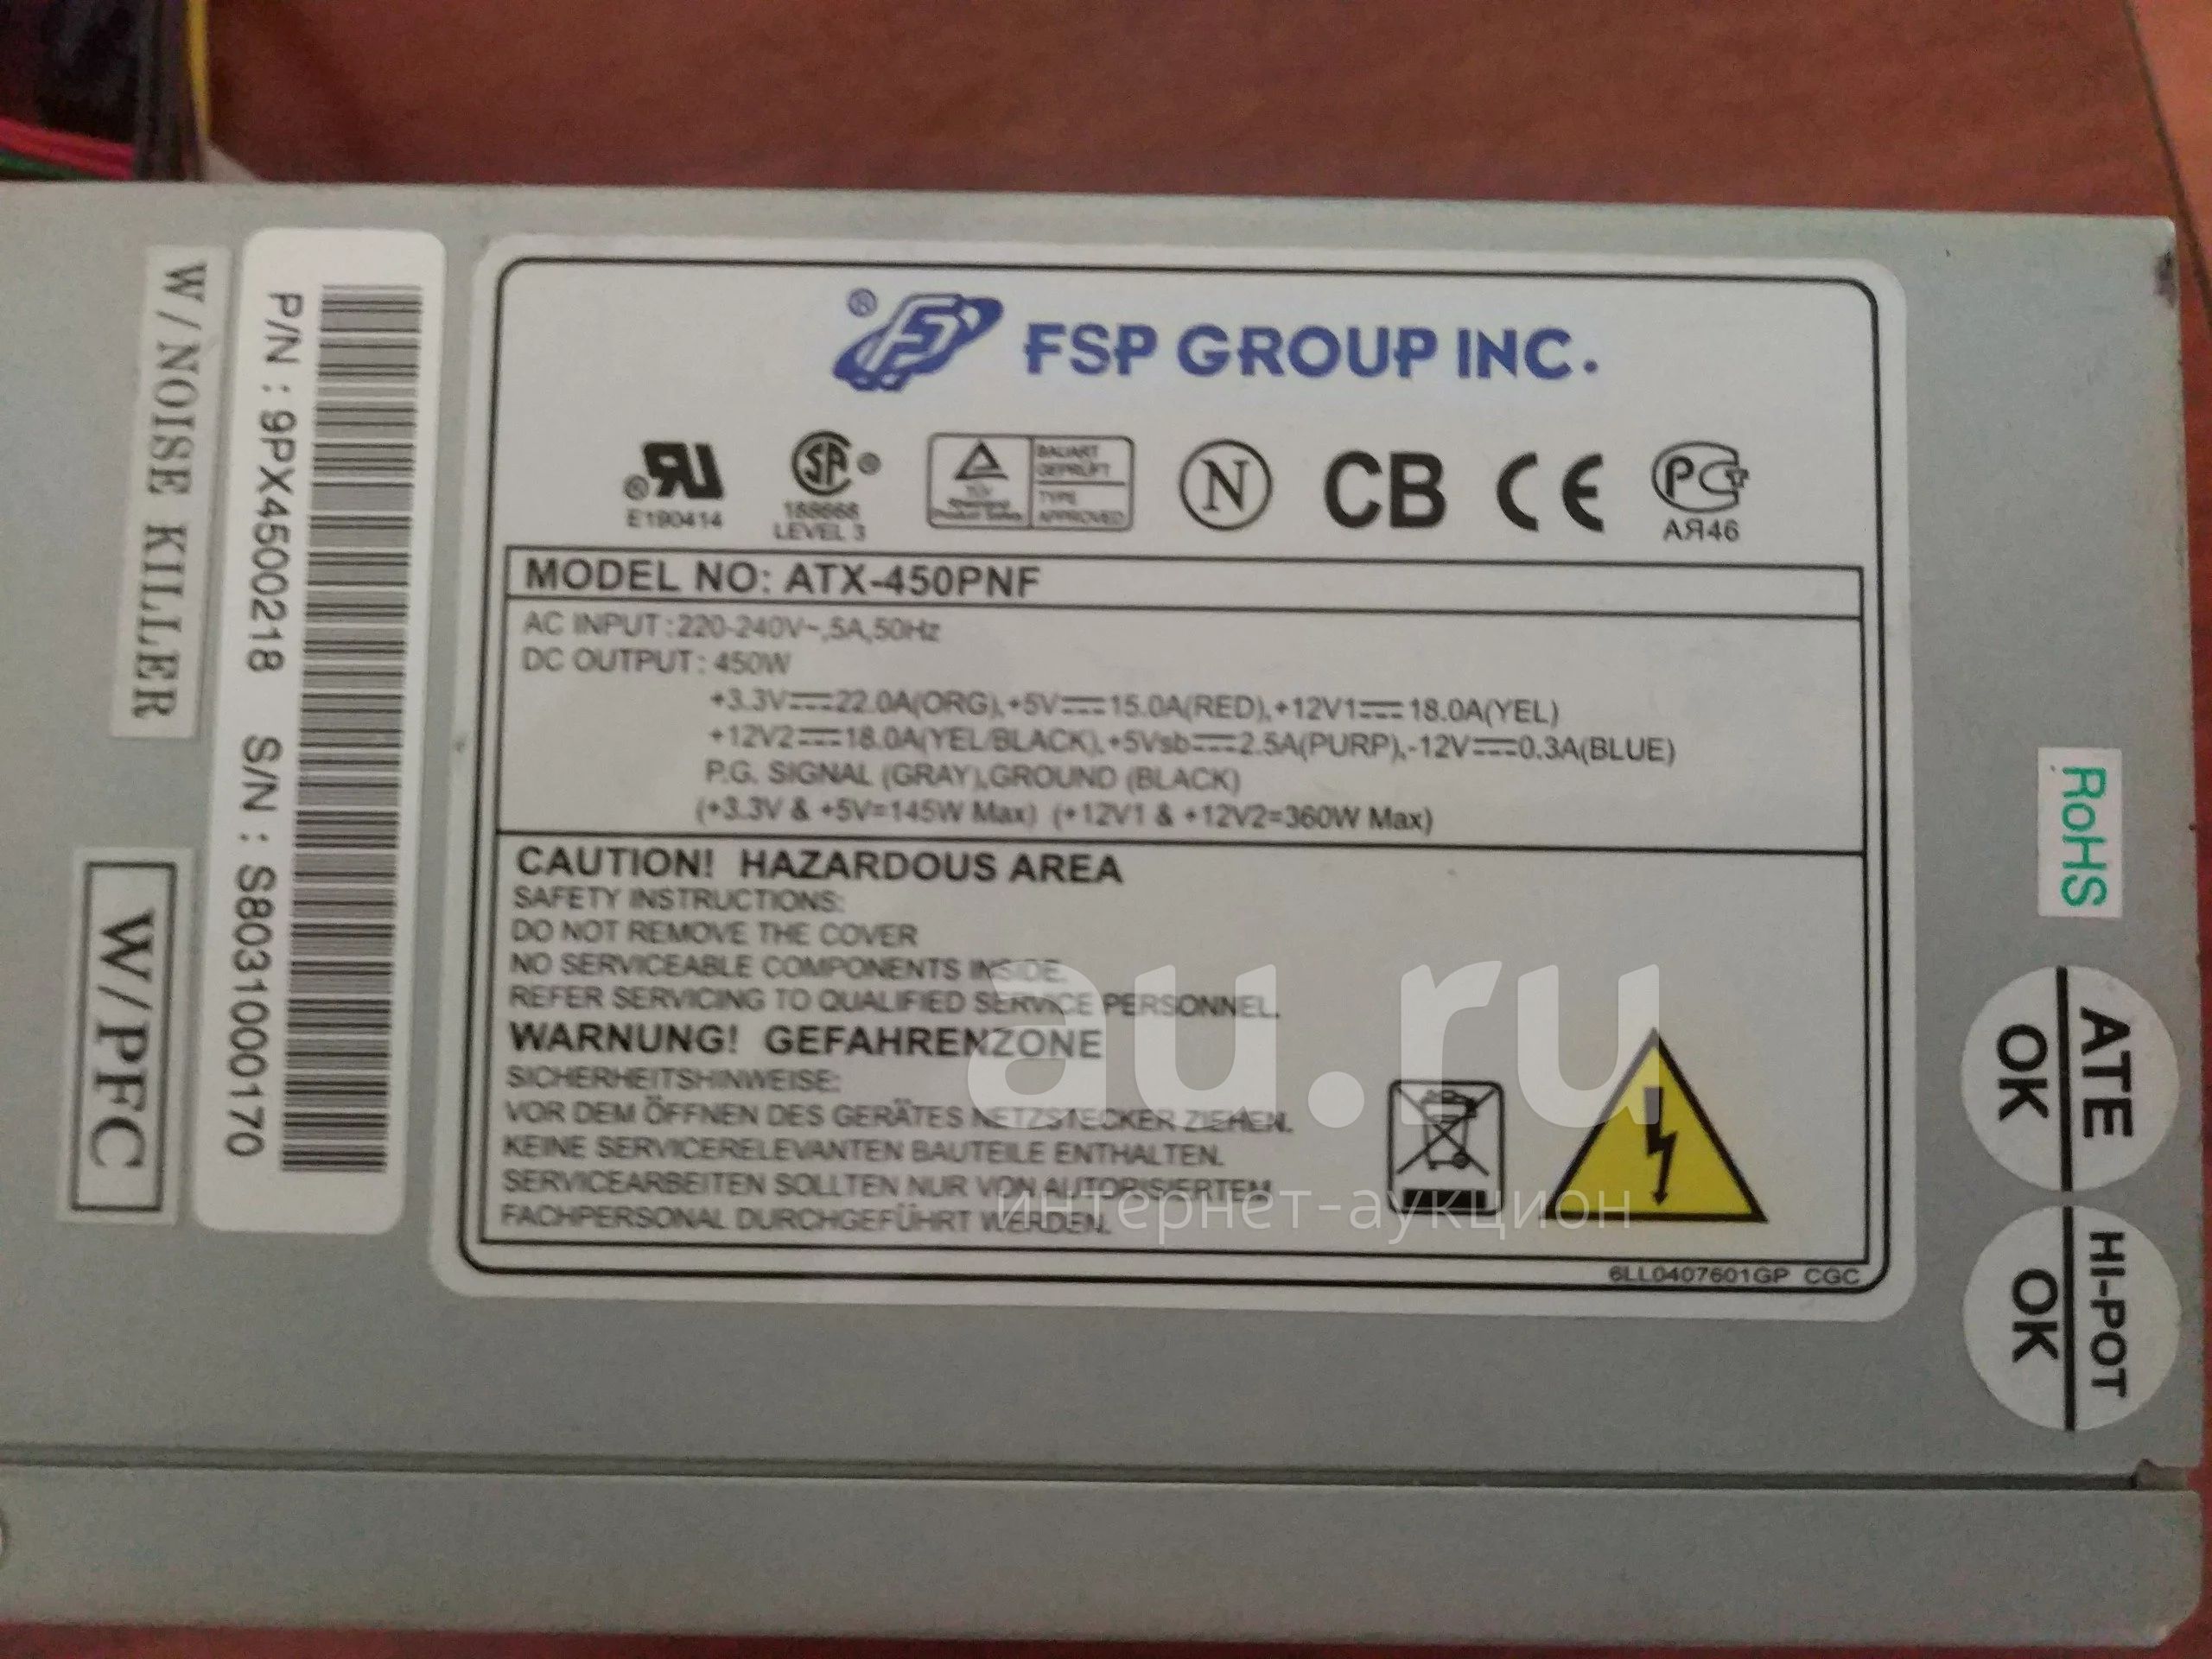 ® FSP GROUP INC.
®
E190414
SA ®
188668
LEVEL 3
TÜV
BAUART
GEPRÜFT
TYPE
APPROVED
N
CB
CE
РСТ
АЯ46
MODEL NO: ATX-450PNF
AC INPUT:220-240V~,5A,50Hz
DC OUTPUT: 450W
+3.3V⎓22.0A(ORG),+5V⎓15.0A(RED),+12V1⎓18.0A(YEL)
+12V2⎓18.0A(YEL/BLACK),+5Vsb⎓2.5A(PURP),-12V⎓0.3A(BLUE)
P.G. SIGNAL (GRAY),GROUND (BLACK)
(+3.3V & +5V=145W Max) (+12V1 & +12V2=360W Max)
CAUTION! HAZARDOUS AREA
SAFETY INSTRUCTIONS:
DO NOT REMOVE THE COVER
NO SERVICEABLE COMPONENTS INSIDE.
REFER SERVICING TO QUALIFIED SERVICE PERSONNEL.
WARNUNG! GEFAHRENZONE
SICHERHEITSHINWEISE:
VOR DEM ÖFFNEN DES GERÄTES NETZSTECKER ZIEHEN.
KEINE SERVICERELEVANTEN BAUTEILE ENTHALTEN.
SERVICEARBEITEN SOLLTEN NUR VON AUTORISIERTEM
FACHPERSONAL DURCHGEFÜHRT WERDEN.
6LL0407601GP CGC
P/N : 9PX4500218 S/N : S8031000170
W/NOISE KILLER
W/PFC
RoHS
ATE
OK
HI-POT
OK
au.ru
интернет-аукцион